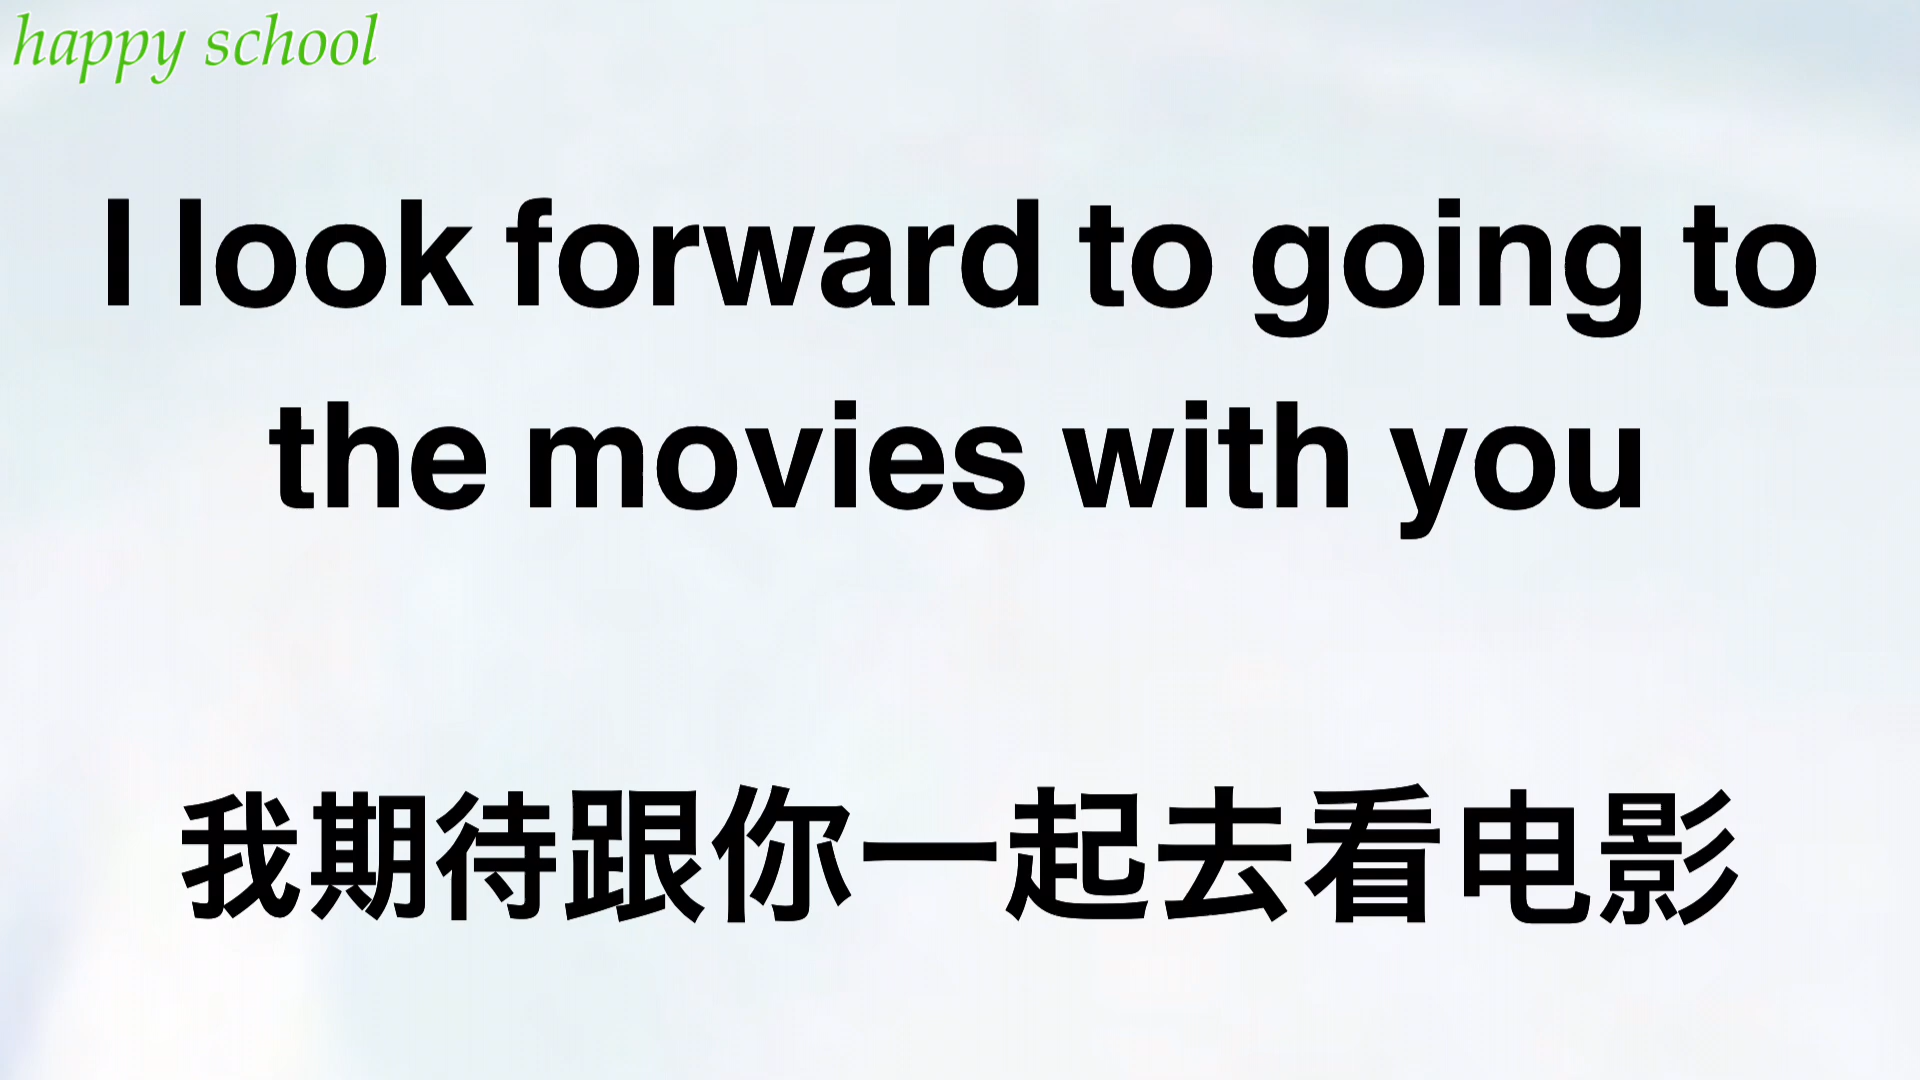 happy school
I look forward to going to
the movies with you
我期待跟你一起去看电影